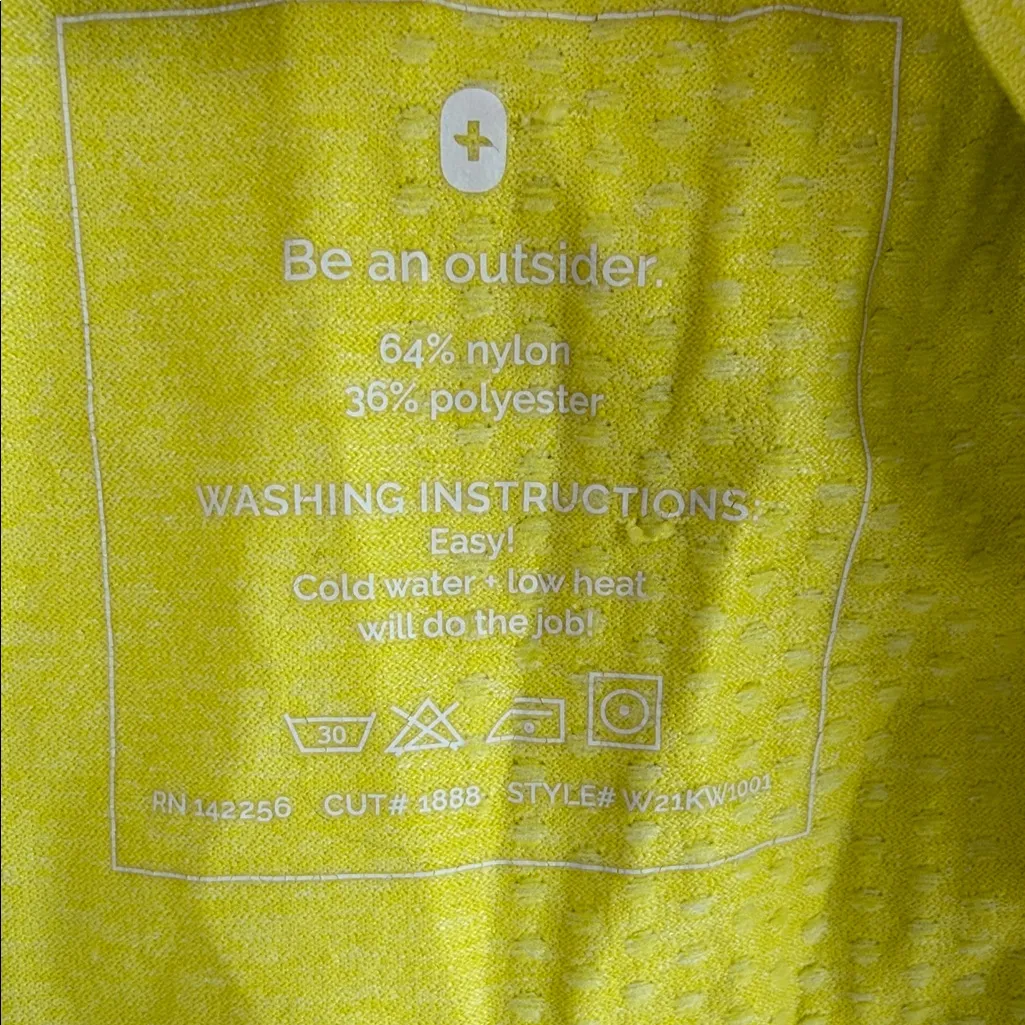 Be an outsider.
64% nylon
36% polyester
WASHING INSTRUCTIONS:
Easy!
Cold water + low heat
will do the job!
30
RN 142256 CUT# 1888 STYLE# W21KW1001